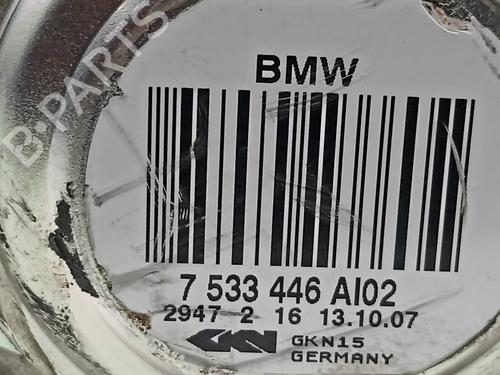 B-PARTS
BMW
7 533 446 AI02
2947 2 16 13.10.07
GKN GKN15
GERMANY